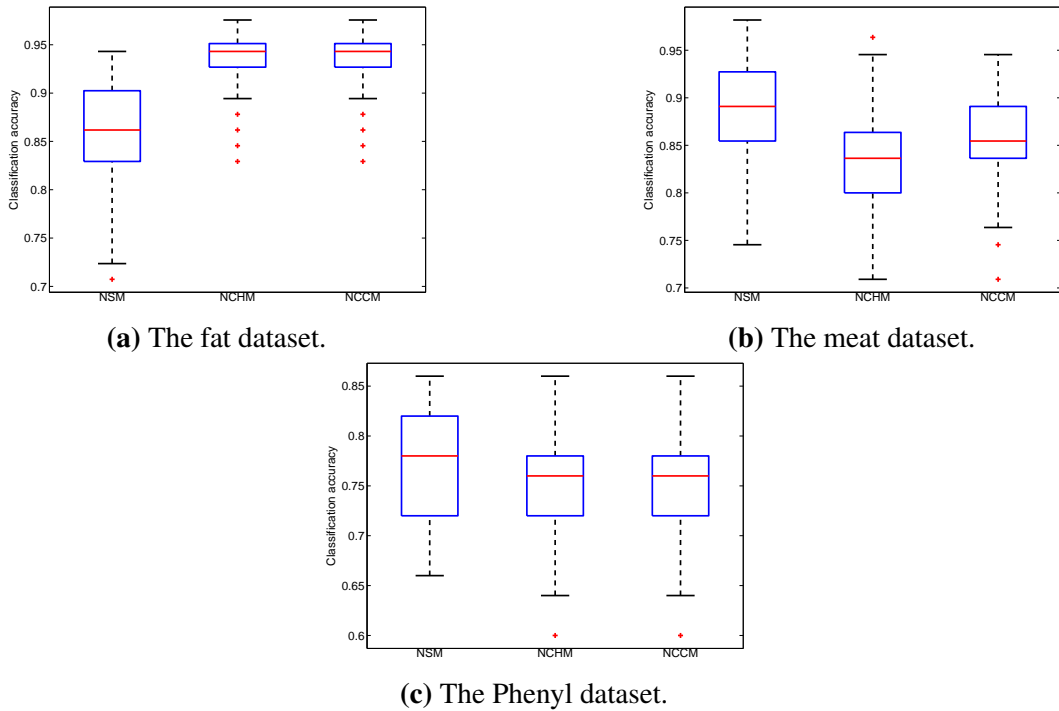 0.95
0.9
0.85
0.8
0.75
0.7
Classification accuracy
NSM NCHM NCCM
(a) The fat dataset.
0.95
0.9
0.85
0.8
0.75
0.7
Classification accuracy
NSM NCHM NCCM
(b) The meat dataset.
0.85
0.8
0.75
0.7
0.65
0.6
Classification accuracy
NSM NCHM NCCM
(c) The Phenyl dataset.